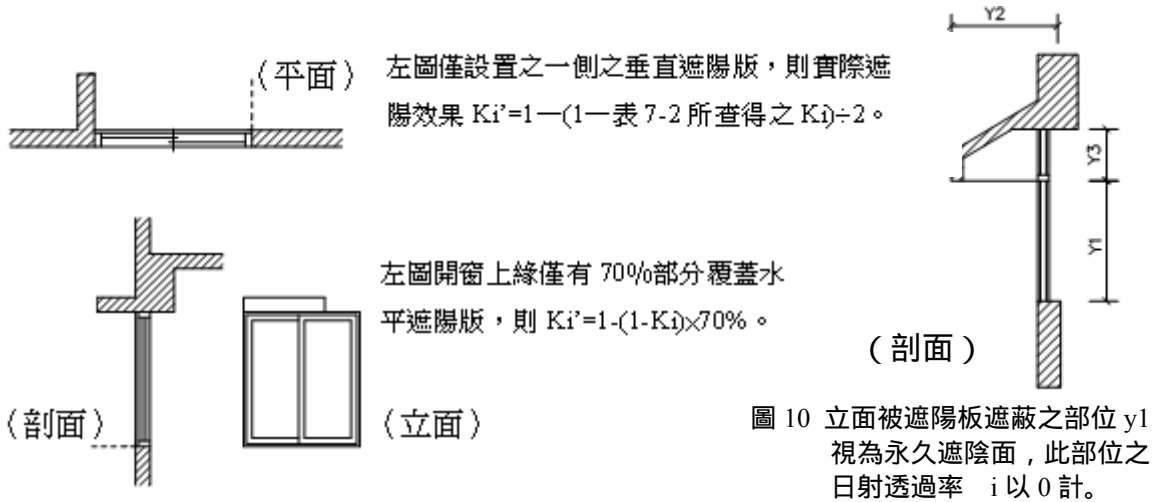 (平面)
左圖僅設置之一側之垂直遮陽版，則實際遮
陽效果 Ki’=1—(1—表 7-2 所查得之 Ki)÷2。
左圖開窗上緣僅有 70%部分覆蓋水
平遮陽版，則 Ki’=1-(1-Ki)×70%。
(剖面)
(立面)
Y2
Y3
Y1
(剖面)
圖 10 立面被遮陽板遮蔽之部位 y1
視為永久遮陰面，此部位之
日射透過率 i 以 0 計。